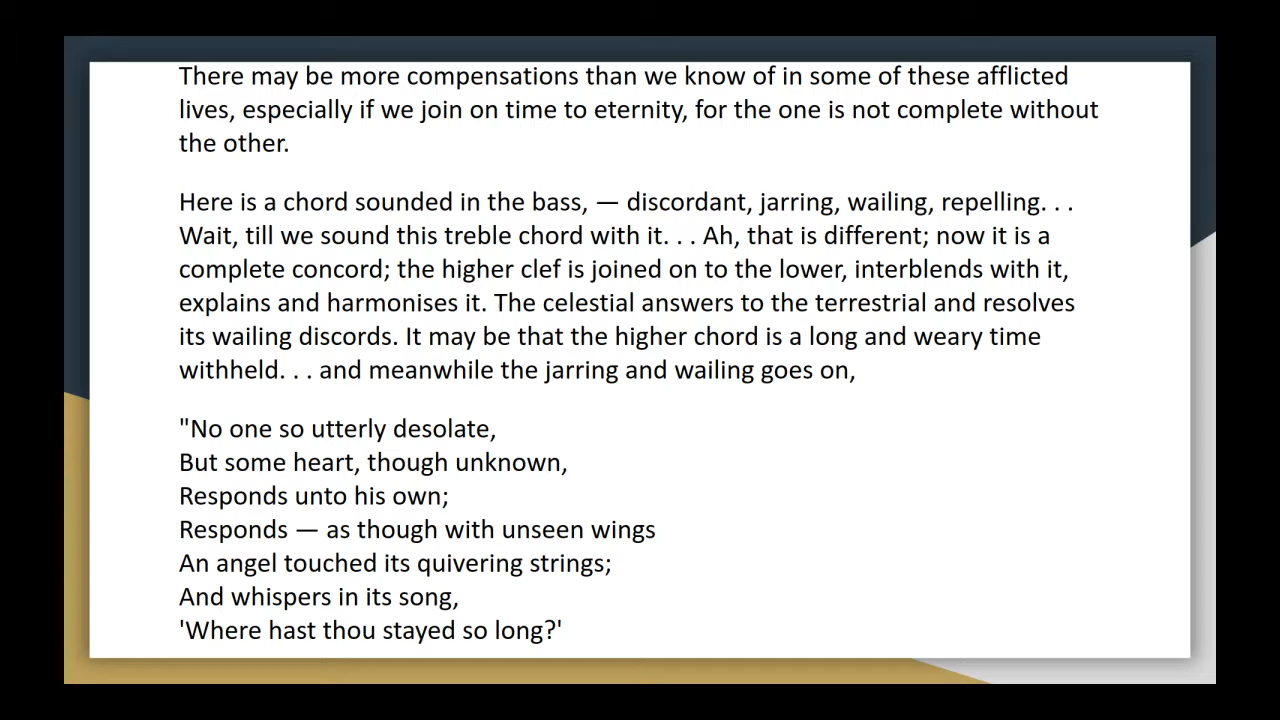 There may be more compensations than we know of in some of these afflicted
lives, especially if we join on time to eternity, for the one is not complete without
the other.
Here is a chord sounded in the bass, — discordant, jarring, wailing, repelling. . .
Wait, till we sound this treble chord with it. . . Ah, that is different; now it is a
complete concord; the higher clef is joined on to the lower, interblends with it,
explains and harmonises it. The celestial answers to the terrestrial and resolves
its wailing discords. It may be that the higher chord is a long and weary time
withheld. . . and meanwhile the jarring and wailing goes on,
"No one so utterly desolate,
But some heart, though unknown,
Responds unto his own;
Responds — as though with unseen wings
An angel touched its quivering strings;
And whispers in its song,
'Where hast thou stayed so long?'